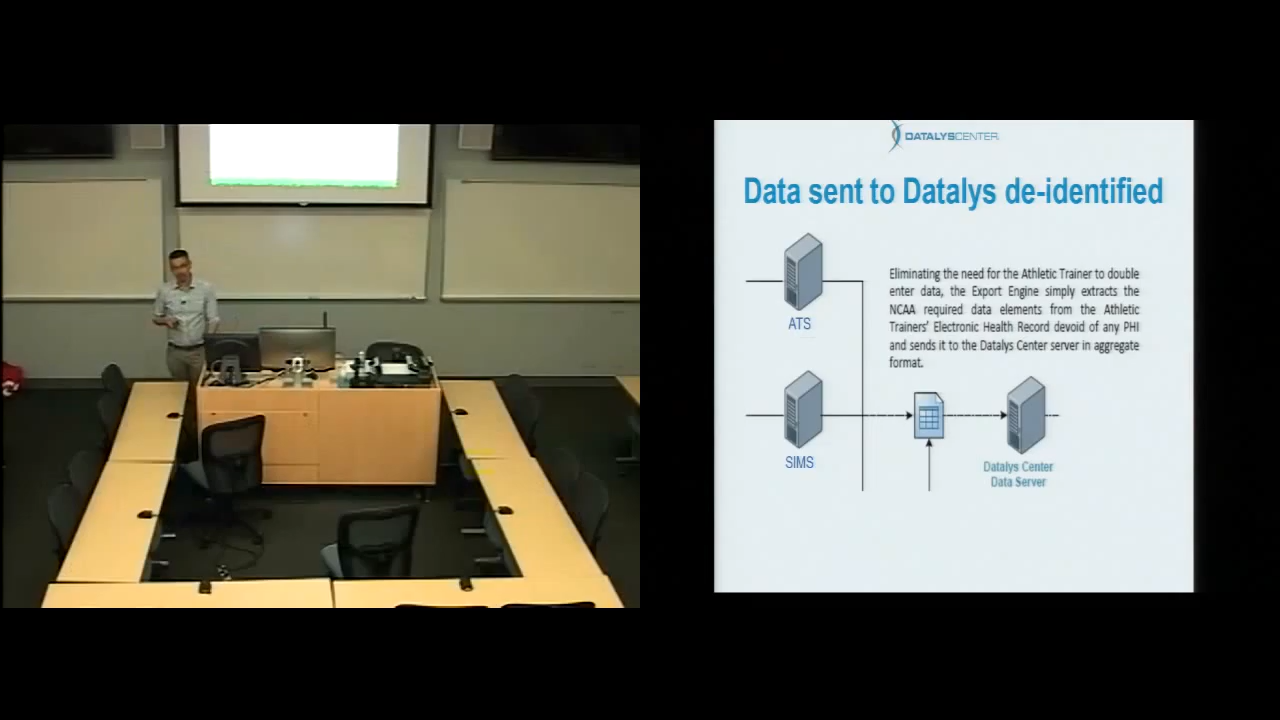 DATALYSCENTER
Data sent to Datalys de-identified
Eliminating the need for the Athletic Trainer to double
enter data, the Export Engine simply extracts the
NCAA required data elements from the Athletic
Trainers' Electronic Health Record devoid of any PHI
and sends it to the Datalys Center server in aggregate
format.
ATS
SIMS
Datalys Center
Data Server